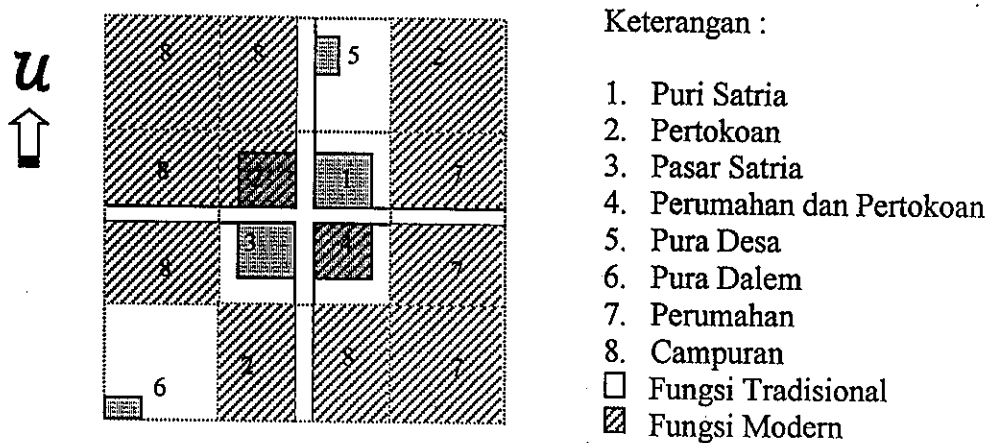 U
8 8 5 2
8 2 1 7
8 3 4 7
6 2 8 7
Keterangan :
1. Puri Satria
2. Pertokoan
3. Pasar Satria
4. Perumahan dan Pertokoan
5. Pura Desa
6. Pura Dalem
7. Perumahan
8. Campuran
Fungsi Tradisional
Fungsi Modern